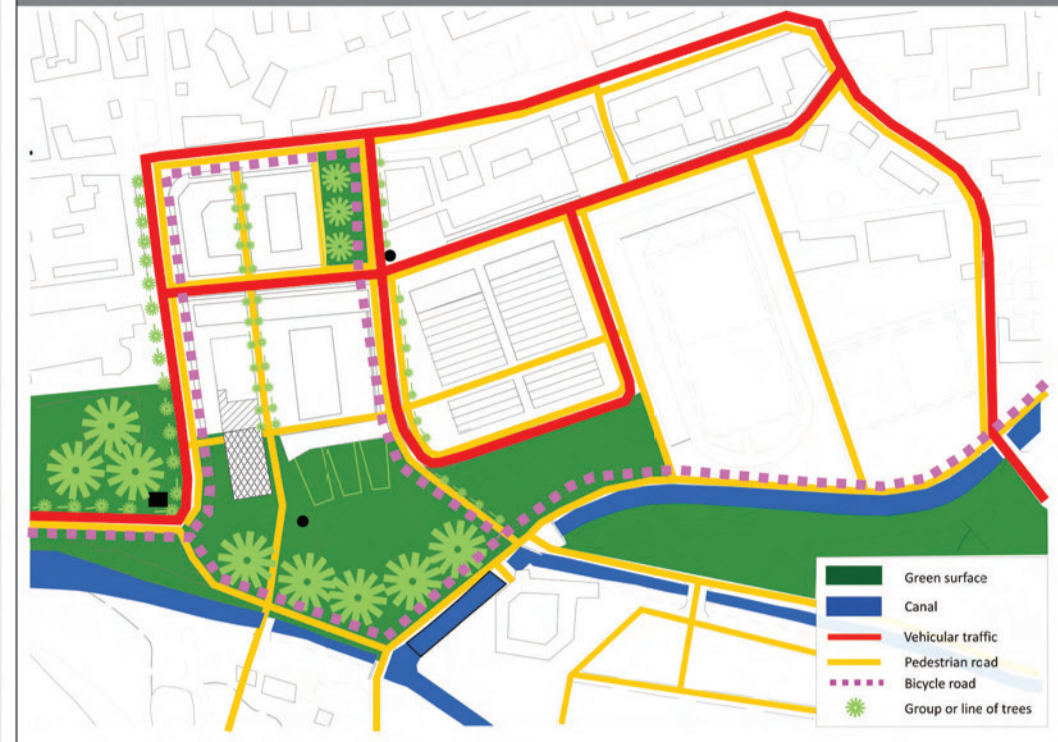 Green surface
Canal
Vehicular traffic
Pedestrian road
Bicycle road
Group or line of trees